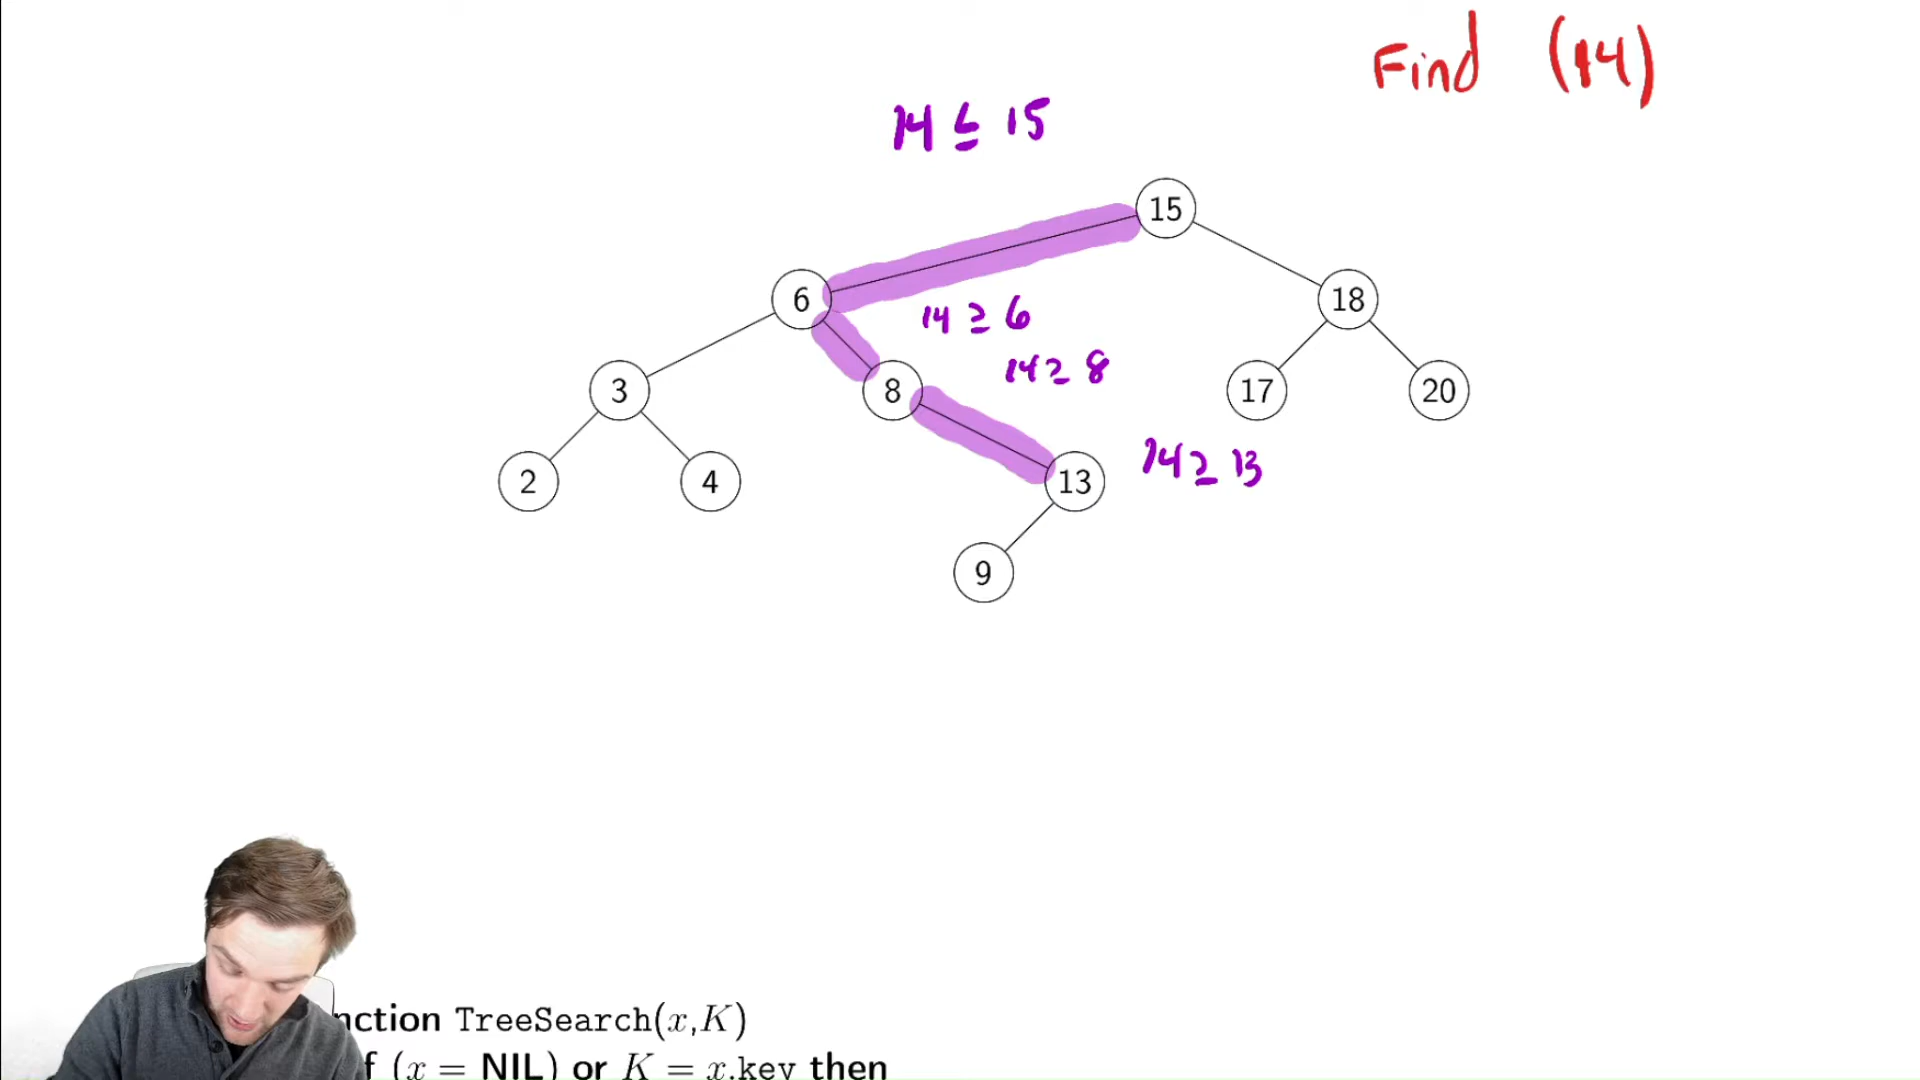 Find (14)
14 ≤ 15
15
6
18
14 ≥ 6
14 ≥ 8
3
8
17
20
14 ≥ 13
2
4
13
9
nction TreeSearch(x,K)
f (x = NIL) or K = x.key then